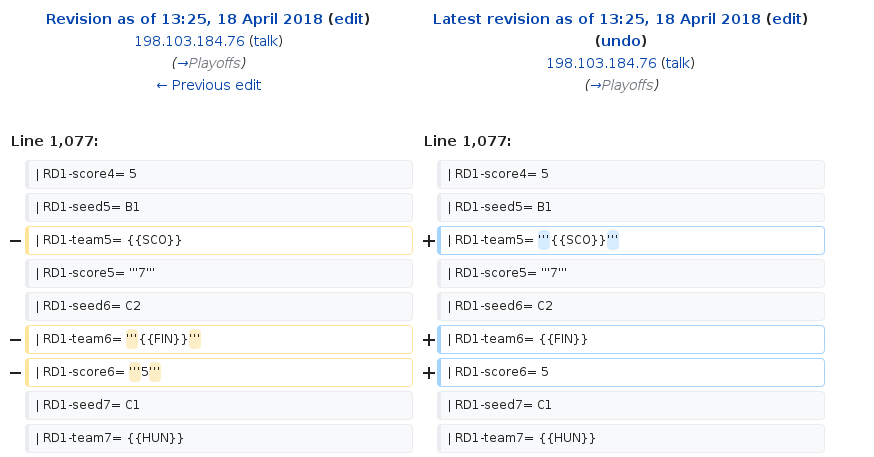 Revision as of 13:25, 18 April 2018 (edit)
198.103.184.76 (talk)
(→Playoffs)
← Previous edit
Latest revision as of 13:25, 18 April 2018 (edit)
(undo)
198.103.184.76 (talk)
(→Playoffs)
Line 1,077:
Line 1,077:
| RD1-score4= 5
| RD1-score4= 5
| RD1-seed5= B1
| RD1-seed5= B1
− | RD1-team5= {{SCO}}
+ | RD1-team5= '''{{SCO}}'''
| RD1-score5= '''7'''
| RD1-score5= '''7'''
| RD1-seed6= C2
| RD1-seed6= C2
− | RD1-team6= '''{{FIN}}'''
+ | RD1-team6= {{FIN}}
− | RD1-score6= '''5'''
+ | RD1-score6= 5
| RD1-seed7= C1
| RD1-seed7= C1
| RD1-team7= {{HUN}}
| RD1-team7= {{HUN}}